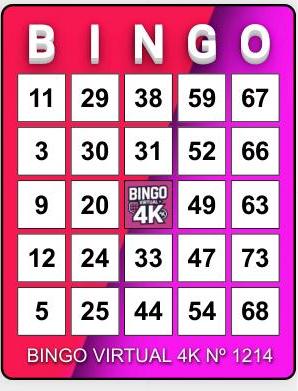 B I N G O
11 29 38 59 67
3 30 31 52 66
9 20 BINGO VIRTUAL 4K 49 63
12 24 33 47 73
5 25 44 54 68
BINGO VIRTUAL 4K Nº 1214